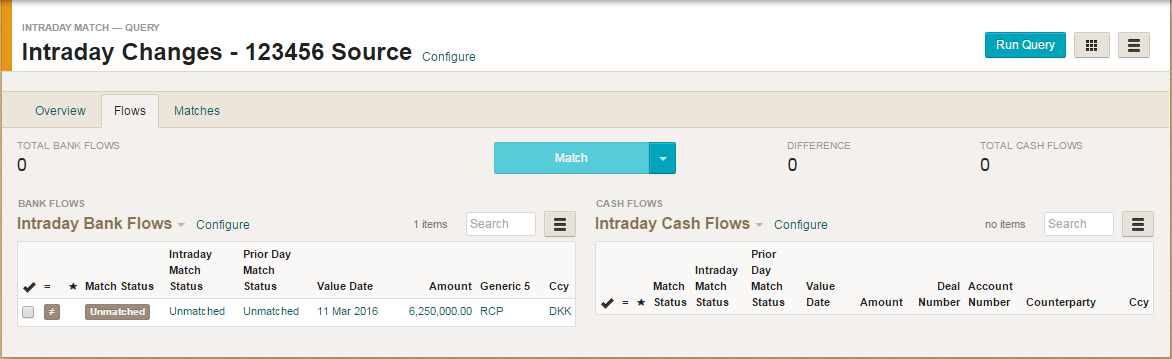 INTRADAY MATCH — QUERY
Intraday Changes - 123456 Source Configure
Run Query
Overview Flows Matches
TOTAL BANK FLOWS
0
Match
DIFFERENCE
0
TOTAL CASH FLOWS
0
BANK FLOWS
Intraday Bank Flows Configure 1 items Search
= ★ Match Status Intraday Match Status Prior Day Match Status Value Date Amount Generic 5 Ccy
≠ Unmatched Unmatched Unmatched 11 Mar 2016 6,250,000.00 RCP DKK
CASH FLOWS
Intraday Cash Flows Configure no items Search
= ★ Match Status Intraday Match Status Prior Day Match Status Value Date Amount Deal Number Account Number Counterparty Ccy